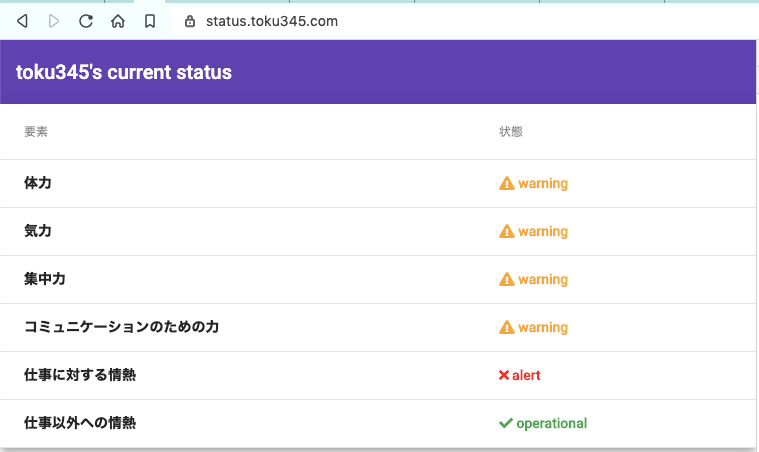 status.toku345.com
toku345's current status
要素 状態
体力 warning
気力 warning
集中力 warning
コミュニケーションのための力 warning
仕事に対する情熱 alert
仕事以外への情熱 operational